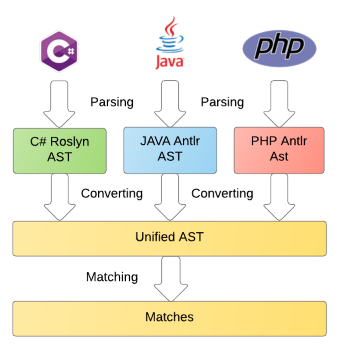 C#
Java
php
Parsing
Parsing
C# Roslyn
AST
JAVA Antlr
AST
PHP Antlr
Ast
Converting
Converting
Unified AST
Matching
Matches